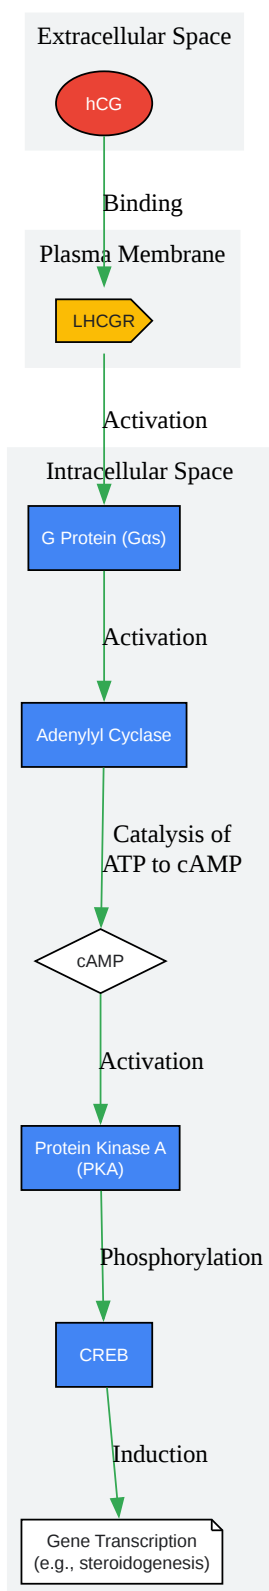 Extracellular Space
hCG
Binding
Plasma Membrane
LHCGR
Activation
Intracellular Space
G Protein (Gαs)
Activation
Adenylyl Cyclase
Catalysis of
ATP to cAMP
cAMP
Activation
Protein Kinase A
(PKA)
Phosphorylation
CREB
Induction
Gene Transcription
(e.g., steroidogenesis)